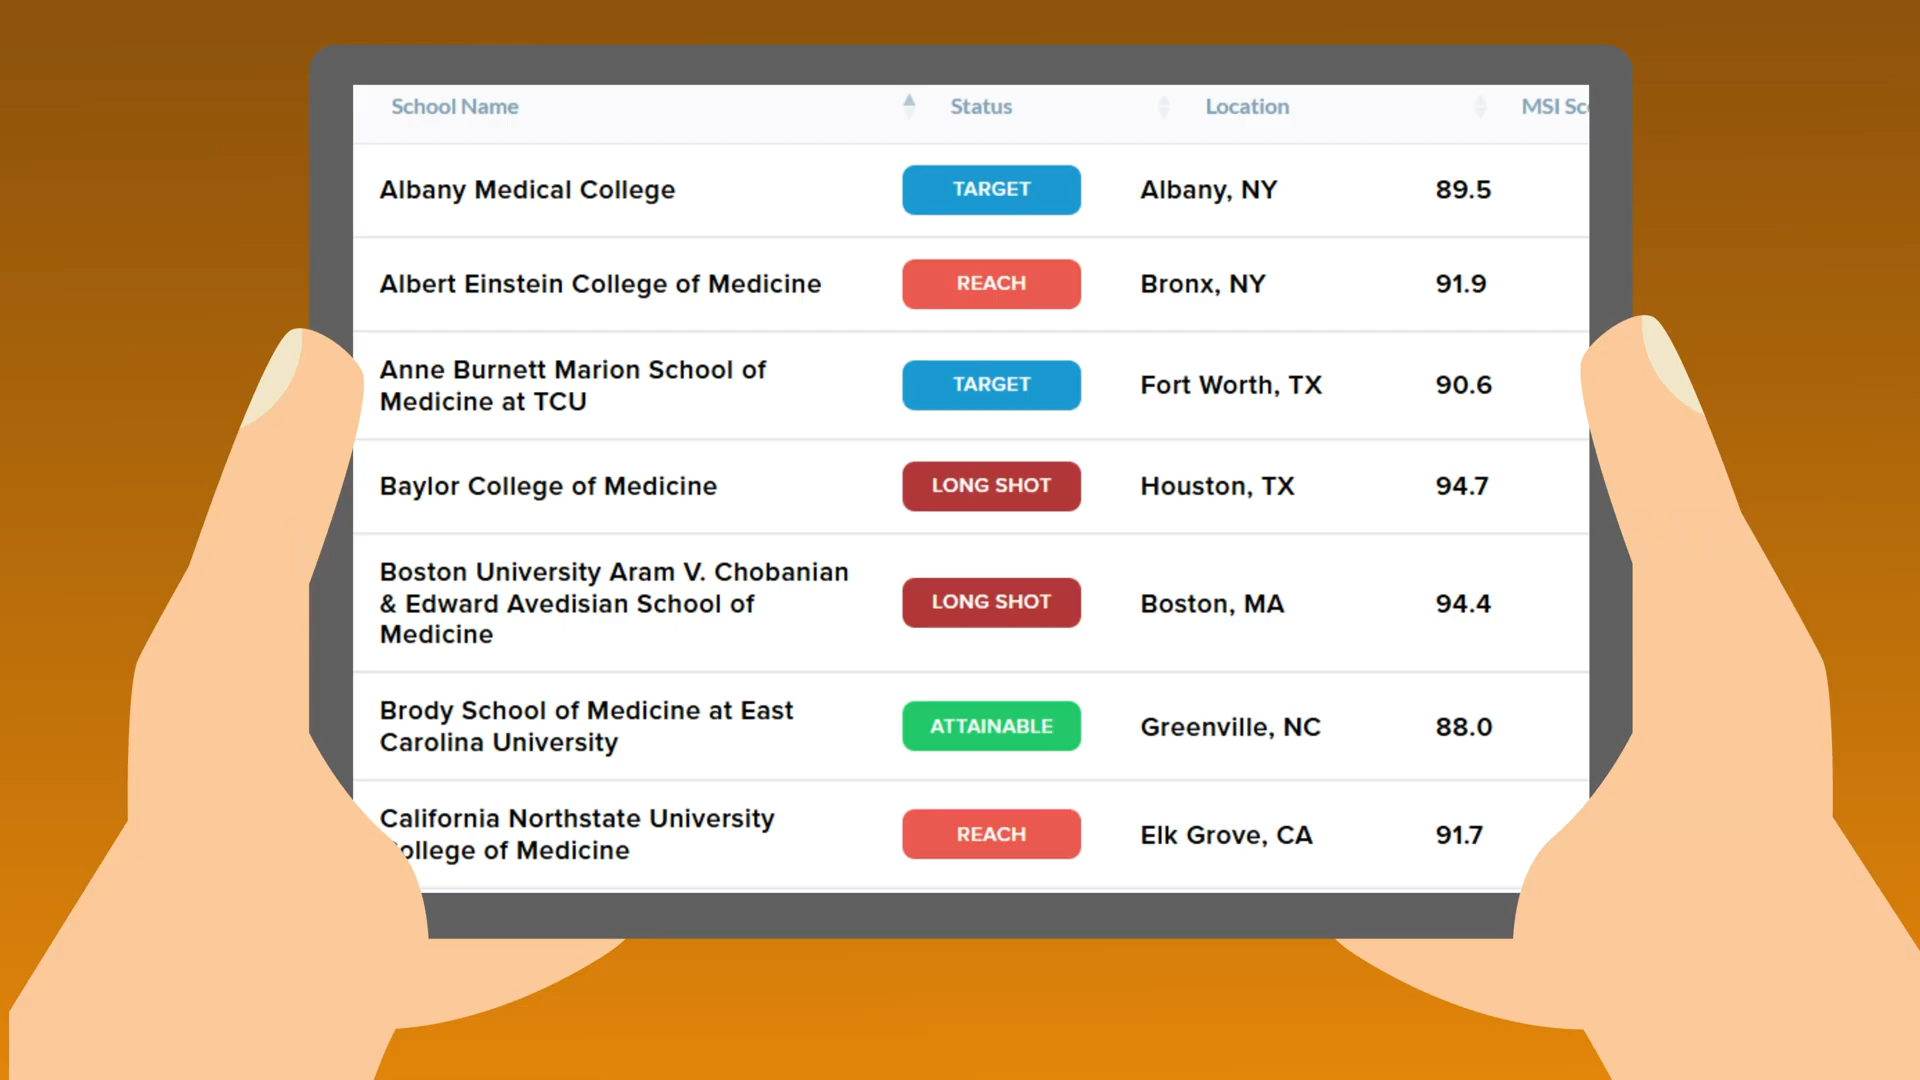 School Name Status Location MSI Sc
Albany Medical College TARGET Albany, NY 89.5
Albert Einstein College of Medicine REACH Bronx, NY 91.9
Anne Burnett Marion School of
Medicine at TCU TARGET Fort Worth, TX 90.6
Baylor College of Medicine LONG SHOT Houston, TX 94.7
Boston University Aram V. Chobanian
& Edward Avedisian School of
Medicine LONG SHOT Boston, MA 94.4
Brody School of Medicine at East
Carolina University ATTAINABLE Greenville, NC 88.0
California Northstate University
ollege of Medicine REACH Elk Grove, CA 91.7